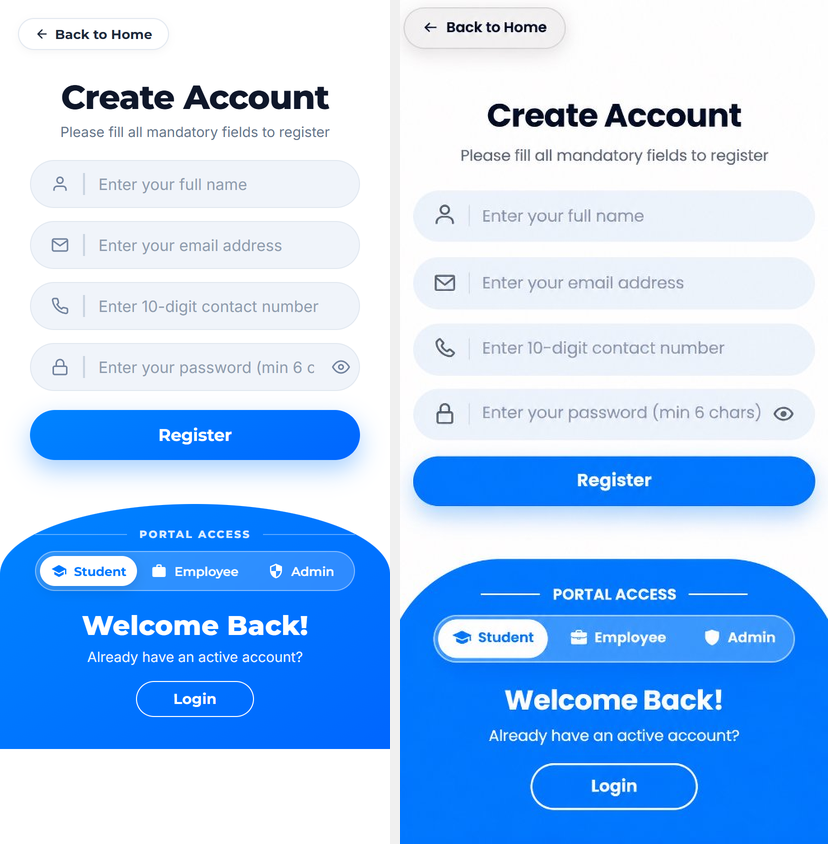 Back to Home
Create Account
Please fill all mandatory fields to register
Enter your full name
Enter your email address
Enter 10-digit contact number
Enter your password (min 6 c
Register
PORTAL ACCESS
Student Employee Admin
Welcome Back!
Already have an active account?
Login
Back to Home
Create Account
Please fill all mandatory fields to register
Enter your full name
Enter your email address
Enter 10-digit contact number
Enter your password (min 6 chars)
Register
PORTAL ACCESS
Student Employee Admin
Welcome Back!
Already have an active account?
Login